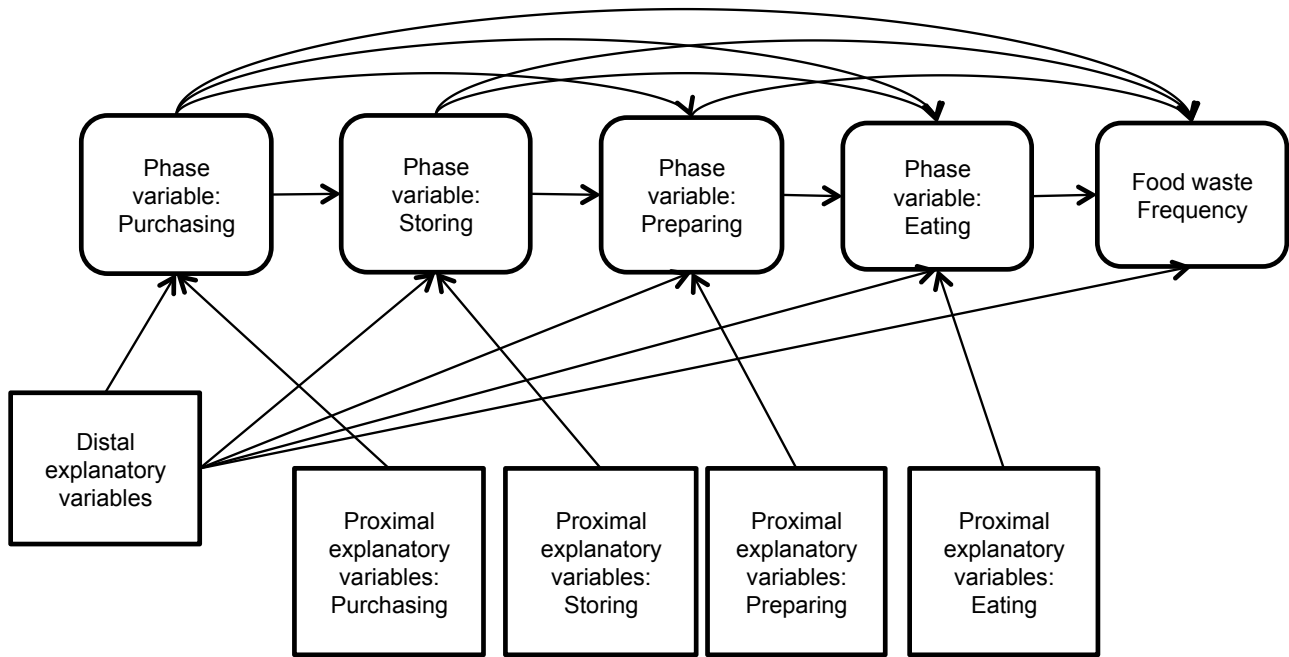 Phase
variable:
Purchasing
Phase
variable:
Storing
Phase
variable:
Preparing
Phase
variable:
Eating
Food waste
Frequency
Distal
explanatory
variables
Proximal
explanatory
variables:
Purchasing
Proximal
explanatory
variables:
Storing
Proximal
explanatory
variables:
Preparing
Proximal
explanatory
variables:
Eating